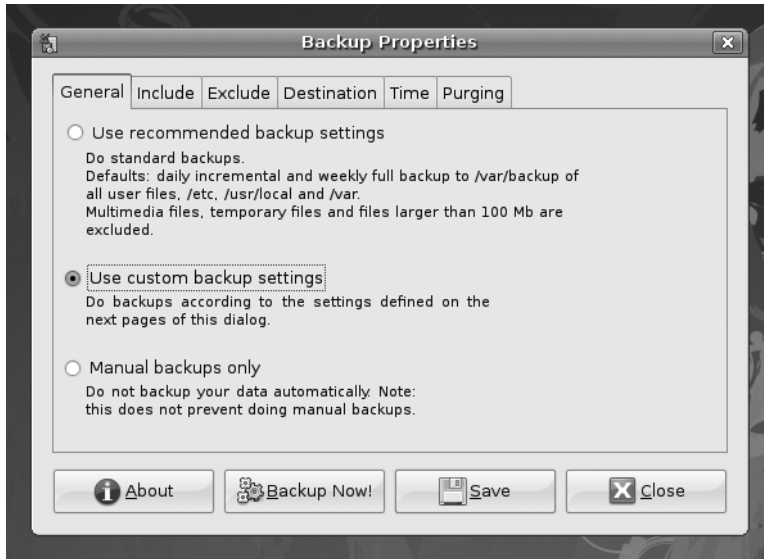 Backup Properties
General Include Exclude Destination Time Purging
Use recommended backup settings
Do standard backups.
Defaults: daily incremental and weekly full backup to /var/backup of
all user files, /etc, /usr/local and /var.
Multimedia files, temporary files and files larger than 100 Mb are
excluded.
Use custom backup settings
Do backups according to the settings defined on the
next pages of this dialog.
Manual backups only
Do not backup your data automatically. Note:
this does not prevent doing manual backups.
About Backup Now! Save Close